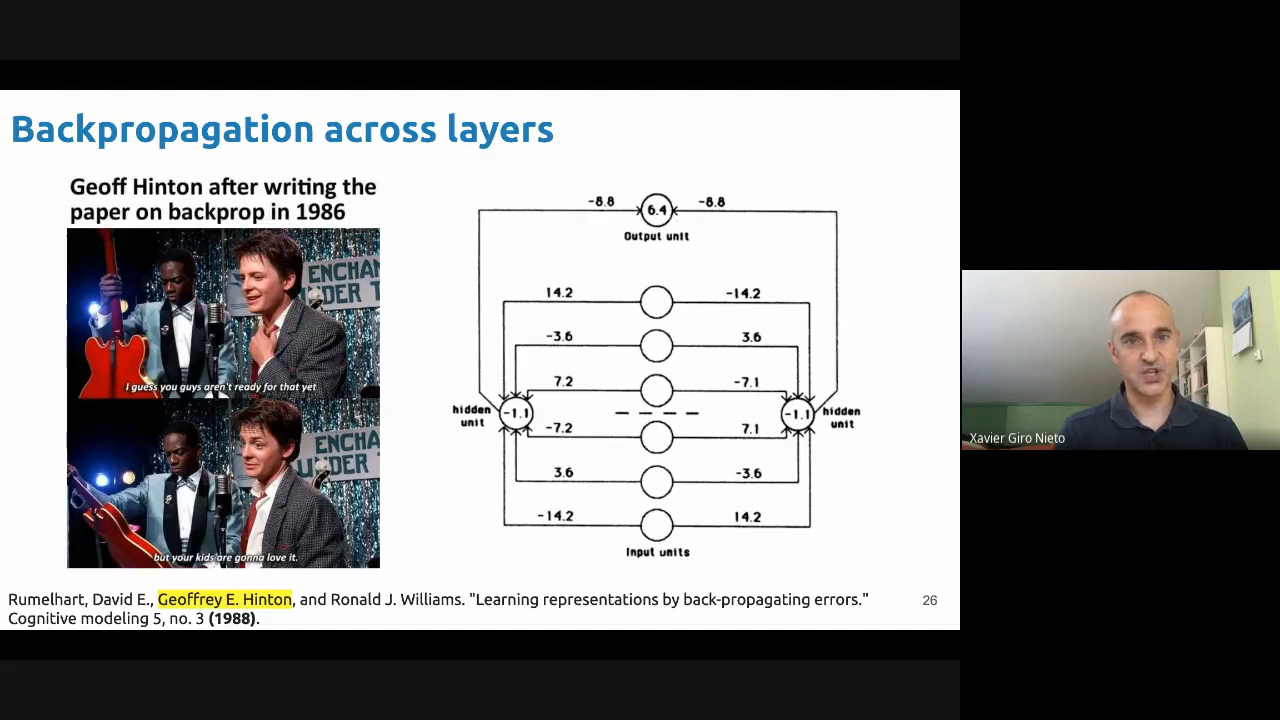 Backpropagation across layers
Geoff Hinton after writing the
paper on backprop in 1986
ENCHAN
UNDER T
I guess you guys aren't ready for that yet
ENCHA
UNDER
but your kids are gonna love it.
-8.8
6.4
-8.8
Output unit
14.2
-14.2
-3.6
3.6
7.2
-7.1
hidden
unit
-1.1
-1.1
hidden
unit
-7.2
7.1
3.6
-3.6
-14.2
14.2
Input units
Rumelhart, David E., Geoffrey E. Hinton, and Ronald J. Williams. "Learning representations by back-propagating errors."
Cognitive modeling 5, no. 3 (1988).
26
Xavier Giro Nieto